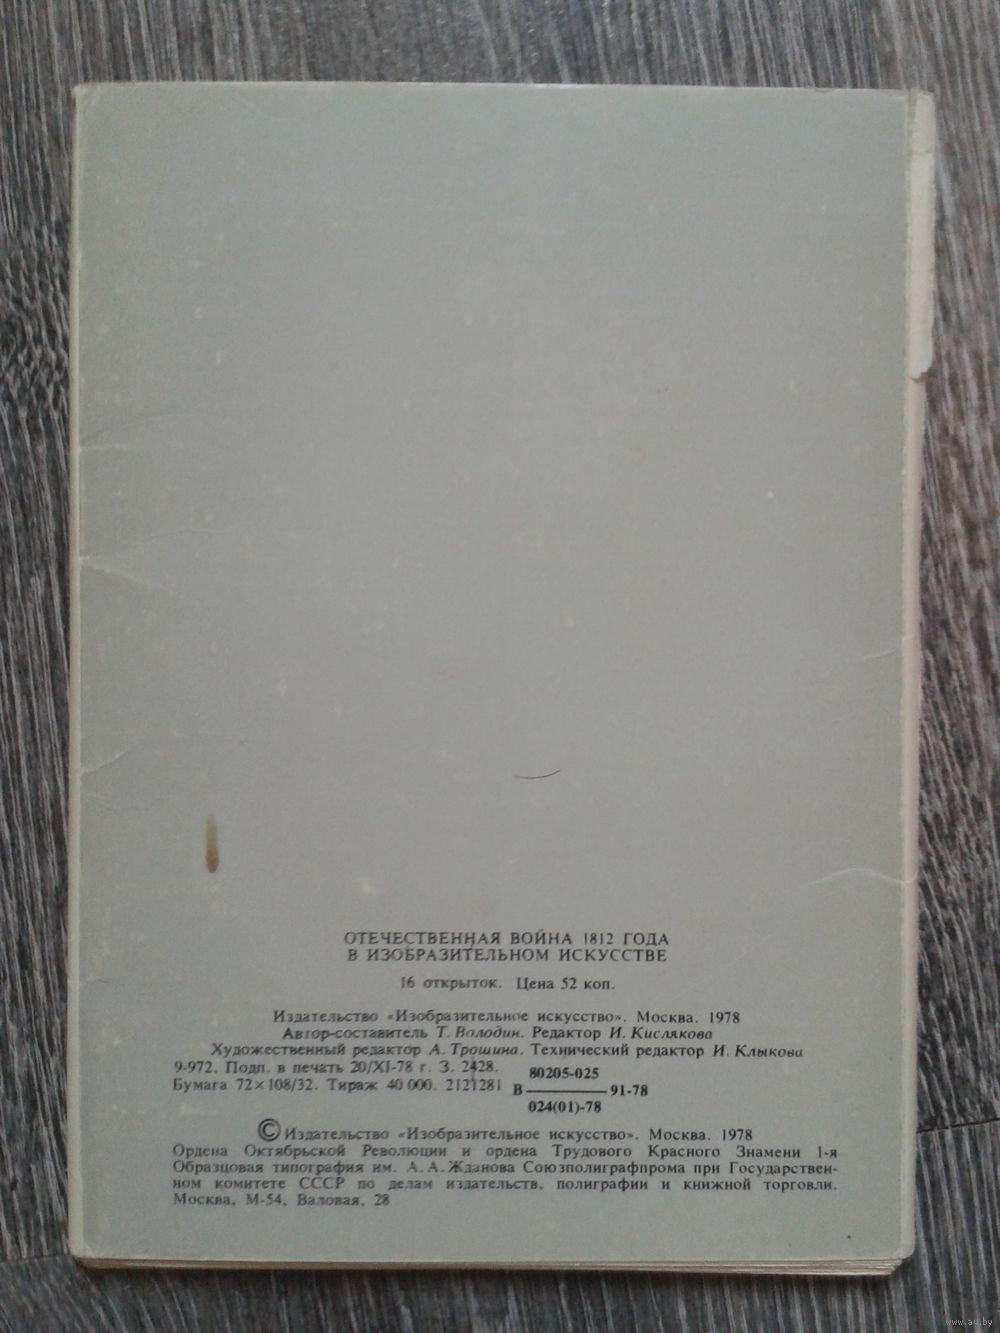 ОТЕЧЕСТВЕННАЯ ВОЙНА 1812 ГОДА
В ИЗОБРАЗИТЕЛЬНОМ ИСКУССТВЕ
16 открыток. Цена 52 коп.
Издательство «Изобразительное искусство». Москва. 1978
Автор-составитель Т. Володин. Редактор И. Кислякова
Художественный редактор А. Трошина. Технический редактор И. Клыкова
9-972. Подп. в печать 20/XI-78 г. З. 2428.
Бумага 72×108/32. Тираж 40 000. 2121281
80205-025
В ——— 91-78
024(01)-78
© Издательство «Изобразительное искусство». Москва. 1978
Ордена Октябрьской Революции и ордена Трудового Красного Знамени 1-я
Образцовая типография им. А. А. Жданова Союзполиграфпрома при Государствен-
ном комитете СССР по делам издательств, полиграфии и книжной торговли.
Москва, М-54, Валовая, 28
www.ay.by